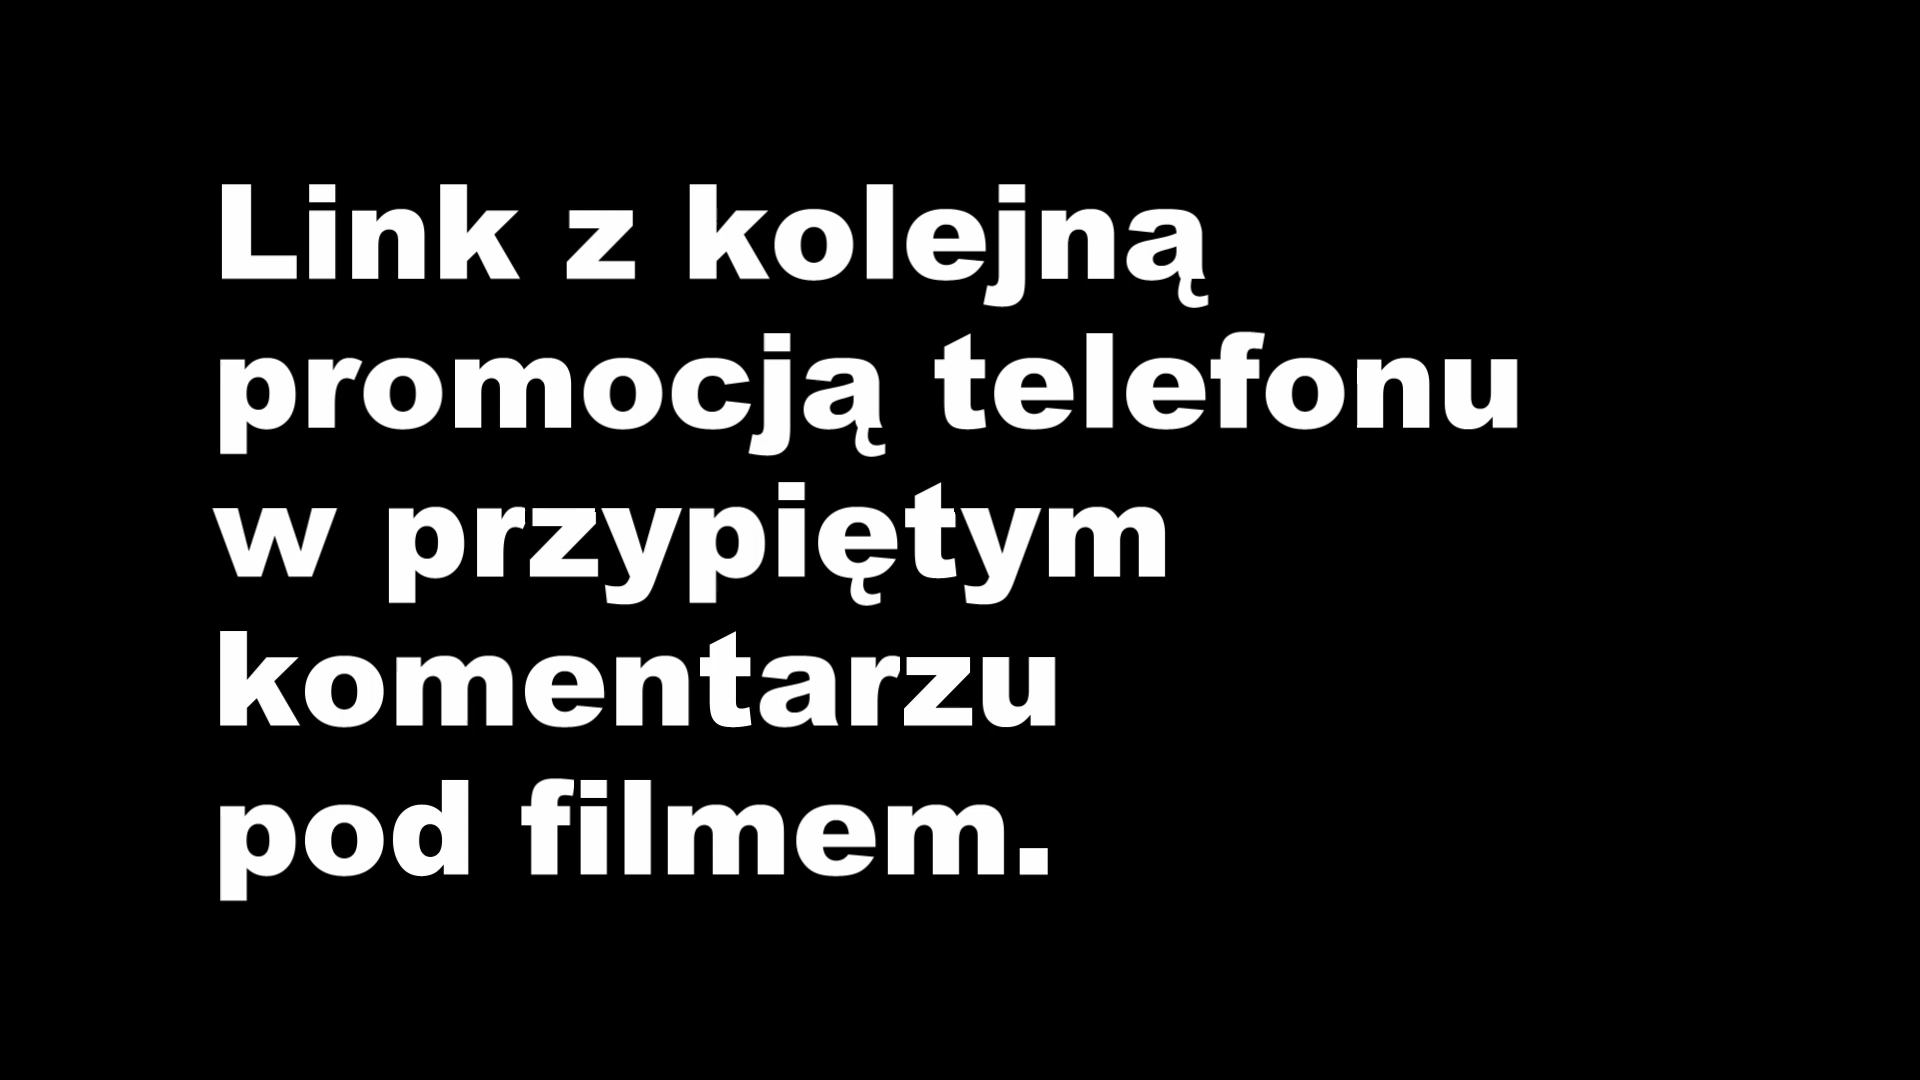 Link z kolejną
promocją telefonu
w przypiętym
komentarzu
pod filmem.